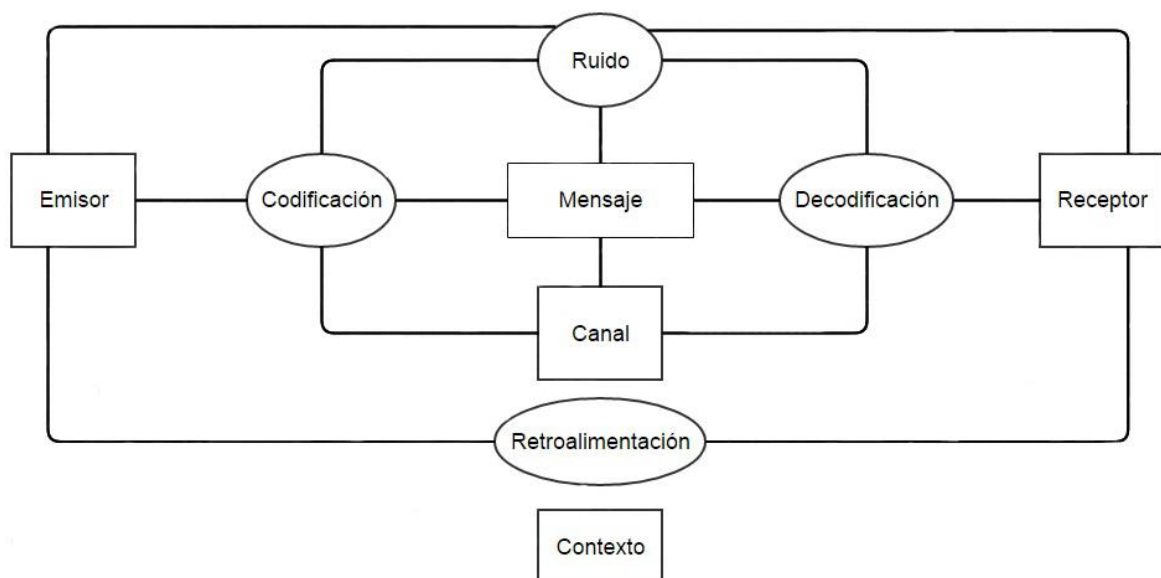 Ruido
Emisor
Codificación
Mensaje
Decodificación
Receptor
Canal
Retroalimentación
Contexto